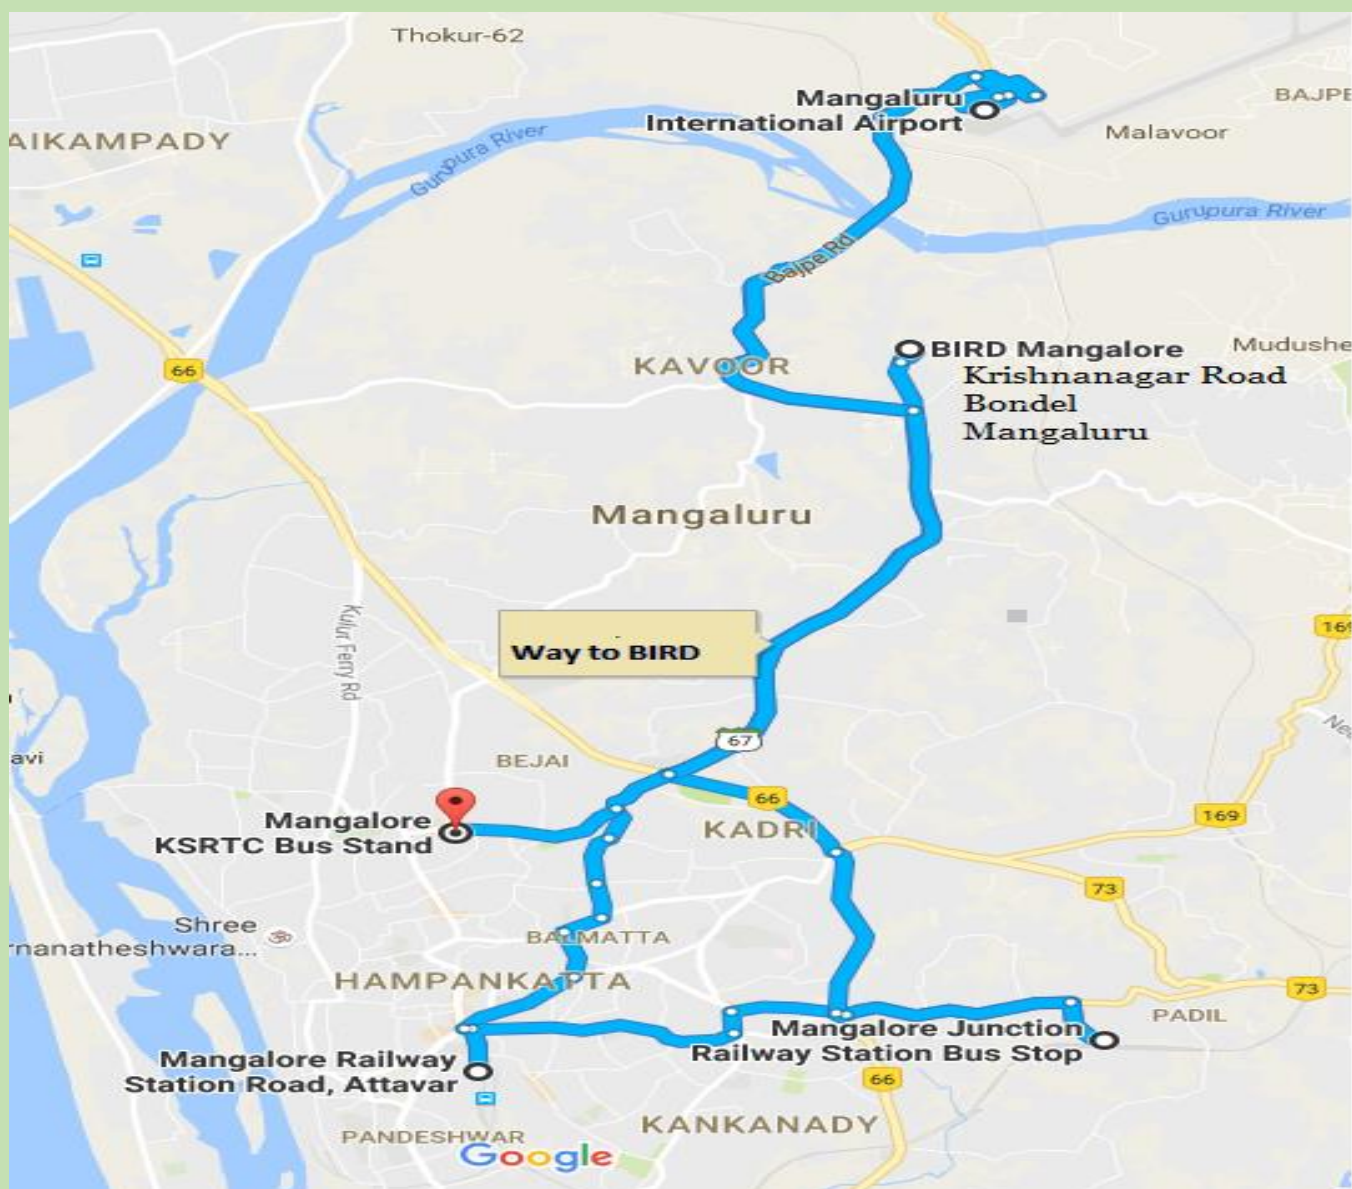 Thokur-62
Mangaluru
International Airport
BAJPE
Malavoor
AIKAMPADY
Gurupura River
Gurupura River
Bajpe Rd
66
KAVOOR
BIRD Mangalore
Krishnanagar Road
Bondel
Mangaluru
Mudushe
Mangaluru
Kulur Ferry Rd
Way to BIRD
169
67
avi
BEJAI
66
Mangalore
KSRTC Bus Stand
KADRI
169
73
Shree
rnanatheshwara...
BALMATTA
HAMPANKATTA
73
PADIL
Mangalore Junction
Railway Station Bus Stop
Mangalore Railway
Station Road, Attavar
66
KANKANADY
PANDESHWAR
Google